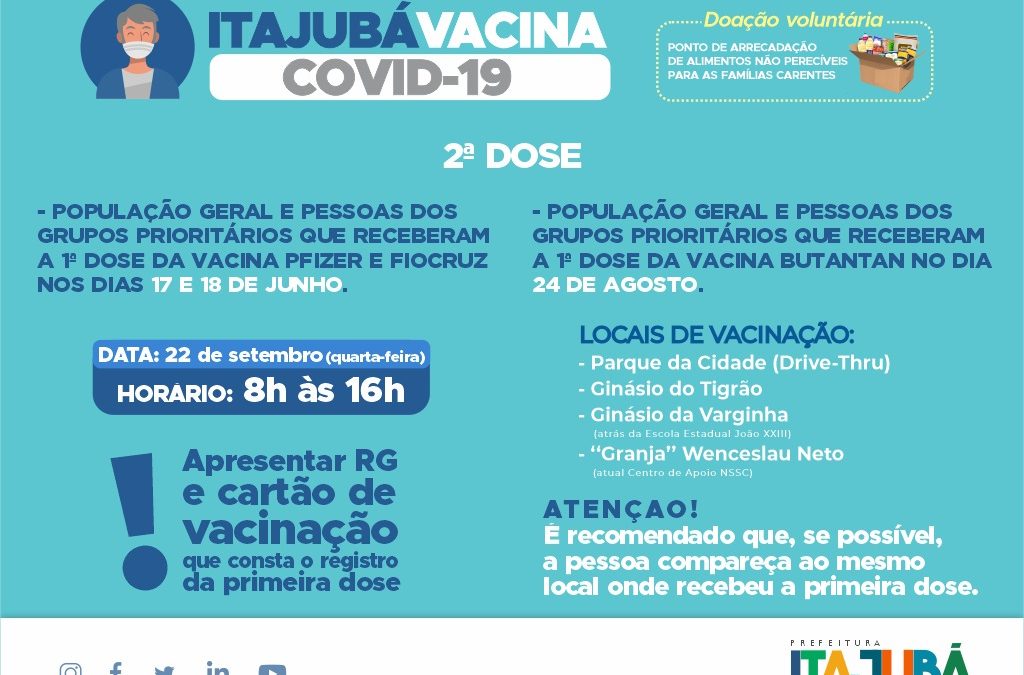 ITAJUBÁVACINA
COVID-19
Doação voluntária
PONTO DE ARRECADAÇÃO
DE ALIMENTOS NÃO PERECÍVEIS
PARA AS FAMÍLIAS CARENTES
2ª DOSE
- POPULAÇÃO GERAL E PESSOAS DOS
GRUPOS PRIORITÁRIOS QUE RECEBERAM
A 1ª DOSE DA VACINA PFIZER E FIOCRUZ
NOS DIAS 17 E 18 DE JUNHO.
- POPULAÇÃO GERAL E PESSOAS DOS
GRUPOS PRIORITÁRIOS QUE RECEBERAM
A 1ª DOSE DA VACINA BUTANTAN NO DIA
24 DE AGOSTO.
DATA: 22 de setembro (quarta-feira)
HORÁRIO: 8h às 16h
LOCAIS DE VACINAÇÃO:
- Parque da Cidade (Drive-Thru)
- Ginásio do Tigrão
- Ginásio da Varginha
(atrás da Escola Estadual João XXIII)
- “Granja” Wenceslau Neto
(atual Centro de Apoio NSSC)
! Apresentar RG
e cartão de
vacinação
que consta o registro
da primeira dose
ATENÇAO!
É recomendado que, se possível,
a pessoa compareça ao mesmo
local onde recebeu a primeira dose.
PREFEITURA
ITAJUBÁ